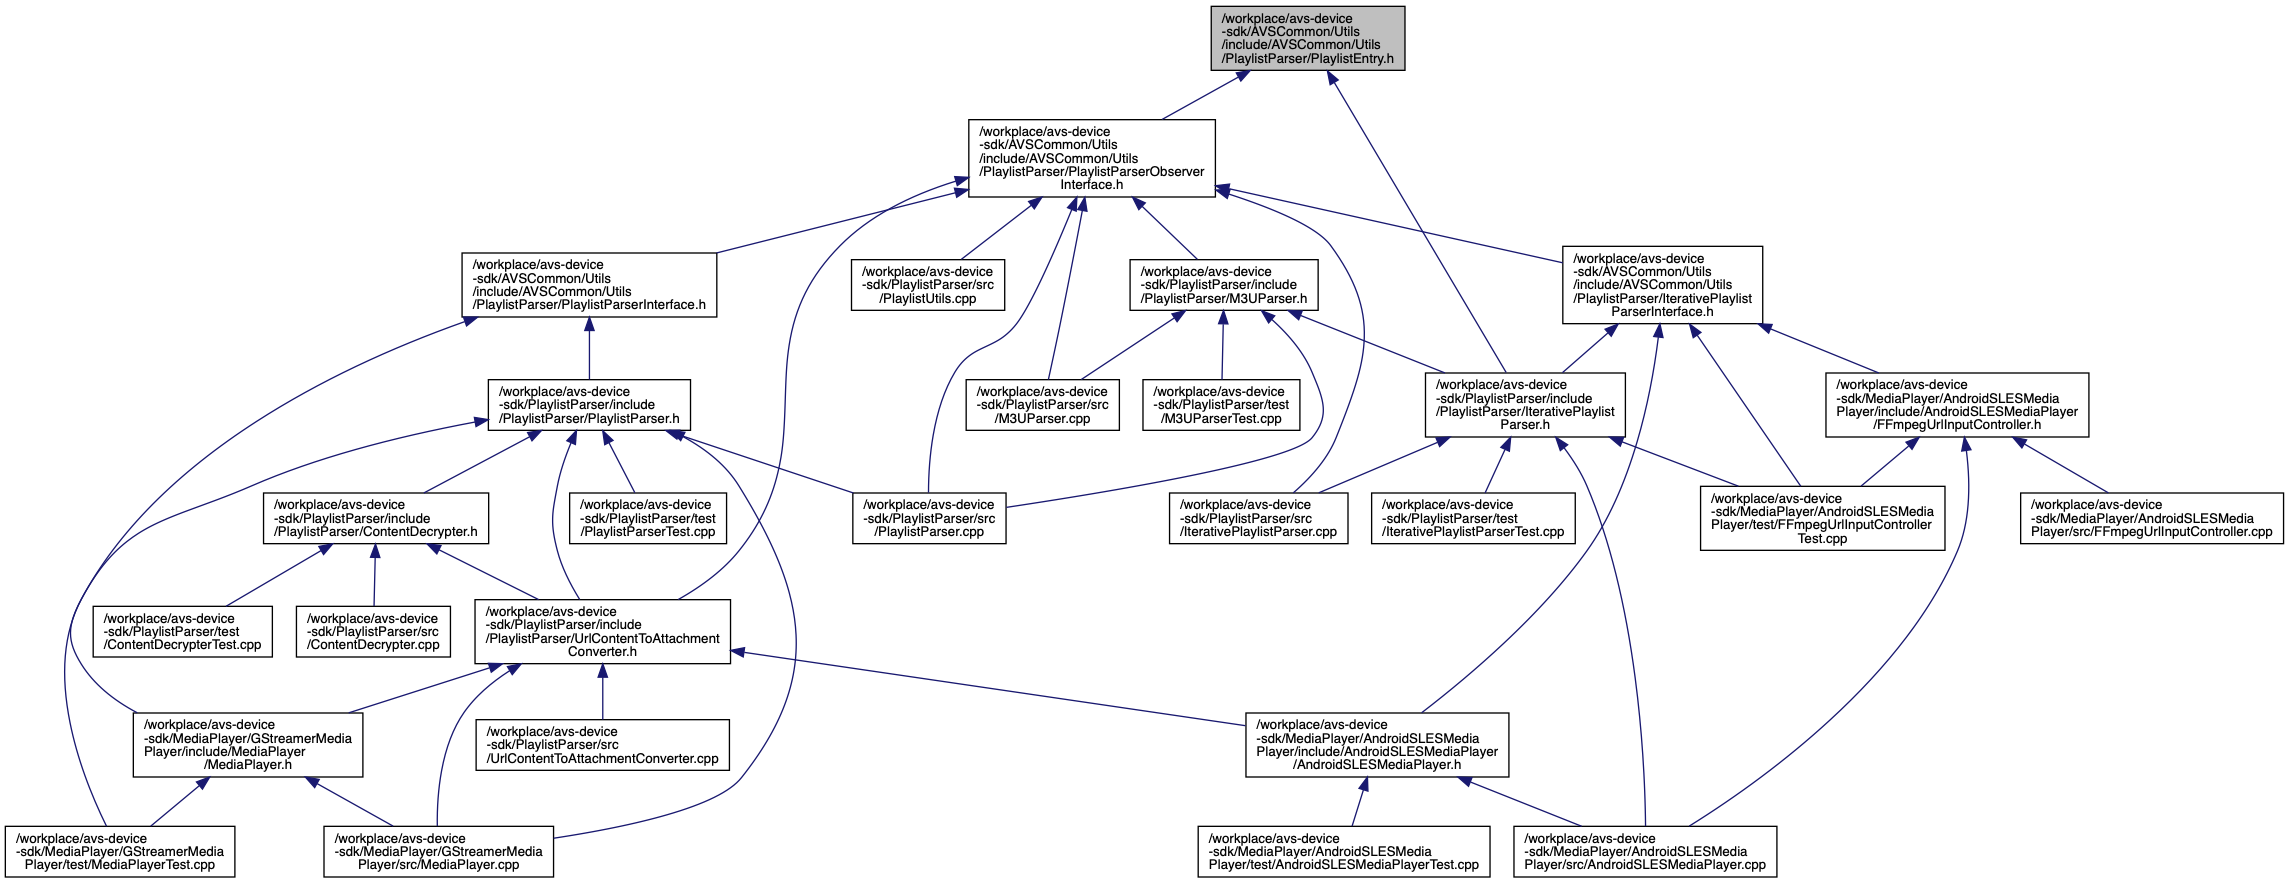 /workplace/avs-device
-sdk/AVSCommon/Utils
/include/AVSCommon/Utils
/PlaylistParser/PlaylistEntry.h
/workplace/avs-device
-sdk/AVSCommon/Utils
/include/AVSCommon/Utils
/PlaylistParser/PlaylistParserObserver
Interface.h
/workplace/avs-device
-sdk/AVSCommon/Utils
/include/AVSCommon/Utils
/PlaylistParser/PlaylistParserInterface.h
/workplace/avs-device
-sdk/PlaylistParser/src
/PlaylistUtils.cpp
/workplace/avs-device
-sdk/PlaylistParser/include
/PlaylistParser/M3UParser.h
/workplace/avs-device
-sdk/AVSCommon/Utils
/include/AVSCommon/Utils
/PlaylistParser/IterativePlaylist
ParserInterface.h
/workplace/avs-device
-sdk/PlaylistParser/include
/PlaylistParser/PlaylistParser.h
/workplace/avs-device
-sdk/PlaylistParser/src
/M3UParser.cpp
/workplace/avs-device
-sdk/PlaylistParser/test
/M3UParserTest.cpp
/workplace/avs-device
-sdk/PlaylistParser/include
/PlaylistParser/IterativePlaylist
Parser.h
/workplace/avs-device
-sdk/MediaPlayer/AndroidSLESMedia
Player/include/AndroidSLESMediaPlayer
/FFmpegUrlInputController.h
/workplace/avs-device
-sdk/PlaylistParser/include
/PlaylistParser/ContentDecrypter.h
/workplace/avs-device
-sdk/PlaylistParser/test
/PlaylistParserTest.cpp
/workplace/avs-device
-sdk/PlaylistParser/src
/PlaylistParser.cpp
/workplace/avs-device
-sdk/PlaylistParser/src
/IterativePlaylistParser.cpp
/workplace/avs-device
-sdk/PlaylistParser/test
/IterativePlaylistParserTest.cpp
/workplace/avs-device
-sdk/MediaPlayer/AndroidSLESMedia
Player/test/FFmpegUrlInputController
Test.cpp
/workplace/avs-device
-sdk/MediaPlayer/AndroidSLESMedia
Player/src/FFmpegUrlInputController.cpp
/workplace/avs-device
-sdk/PlaylistParser/test
/ContentDecrypterTest.cpp
/workplace/avs-device
-sdk/PlaylistParser/src
/ContentDecrypter.cpp
/workplace/avs-device
-sdk/PlaylistParser/include
/PlaylistParser/UrlContentToAttachment
Converter.h
/workplace/avs-device
-sdk/MediaPlayer/GStreamerMedia
Player/include/MediaPlayer
/MediaPlayer.h
/workplace/avs-device
-sdk/PlaylistParser/src
/UrlContentToAttachmentConverter.cpp
/workplace/avs-device
-sdk/MediaPlayer/AndroidSLESMedia
Player/include/AndroidSLESMediaPlayer
/AndroidSLESMediaPlayer.h
/workplace/avs-device
-sdk/MediaPlayer/GStreamerMedia
Player/test/MediaPlayerTest.cpp
/workplace/avs-device
-sdk/MediaPlayer/GStreamerMedia
Player/src/MediaPlayer.cpp
/workplace/avs-device
-sdk/MediaPlayer/AndroidSLESMedia
Player/test/AndroidSLESMediaPlayerTest.cpp
/workplace/avs-device
-sdk/MediaPlayer/AndroidSLESMedia
Player/src/AndroidSLESMediaPlayer.cpp